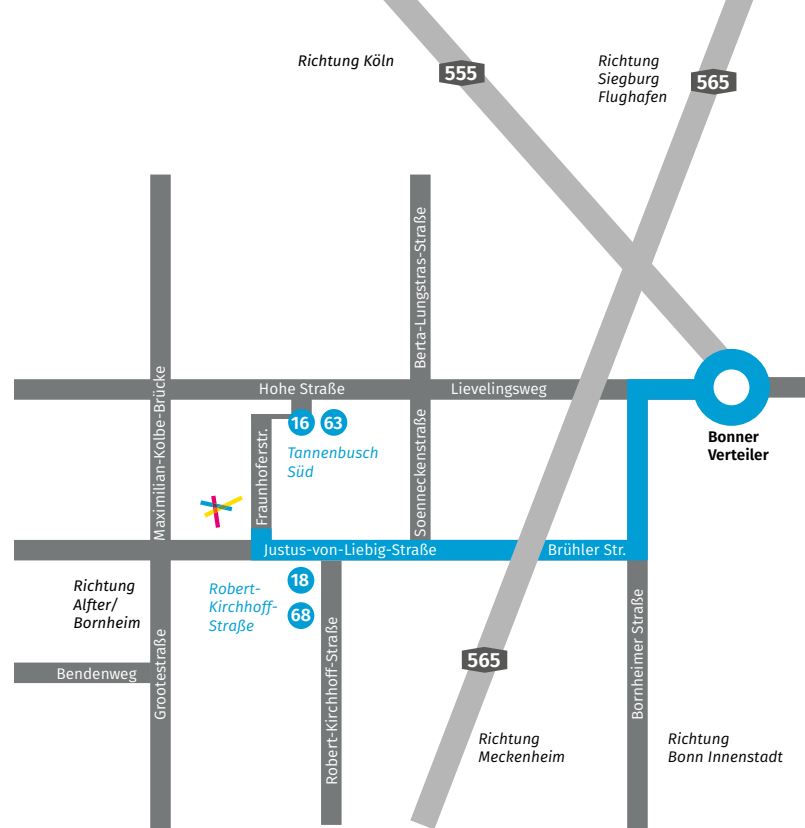 Richtung Köln
555
Richtung
Siegburg
Flughafen
565
Berta-Lungstras-Straße
Maximilian-Kolbe-Brücke
Hohe Straße
Lievelingsweg
16
63
Tannenbusch
Süd
Fraunhoferstr.
Soenneckenstraße
Bonner
Verteiler
Justus-von-Liebig-Straße
Brühler Str.
Richtung
Alfter/
Bornheim
Robert-
Kirchhoff-
Straße
18
68
Grootestraße
Bendenweg
Robert-Kirchhoff-Straße
565
Bornheimer Straße
Richtung
Meckenheim
Richtung
Bonn Innenstadt